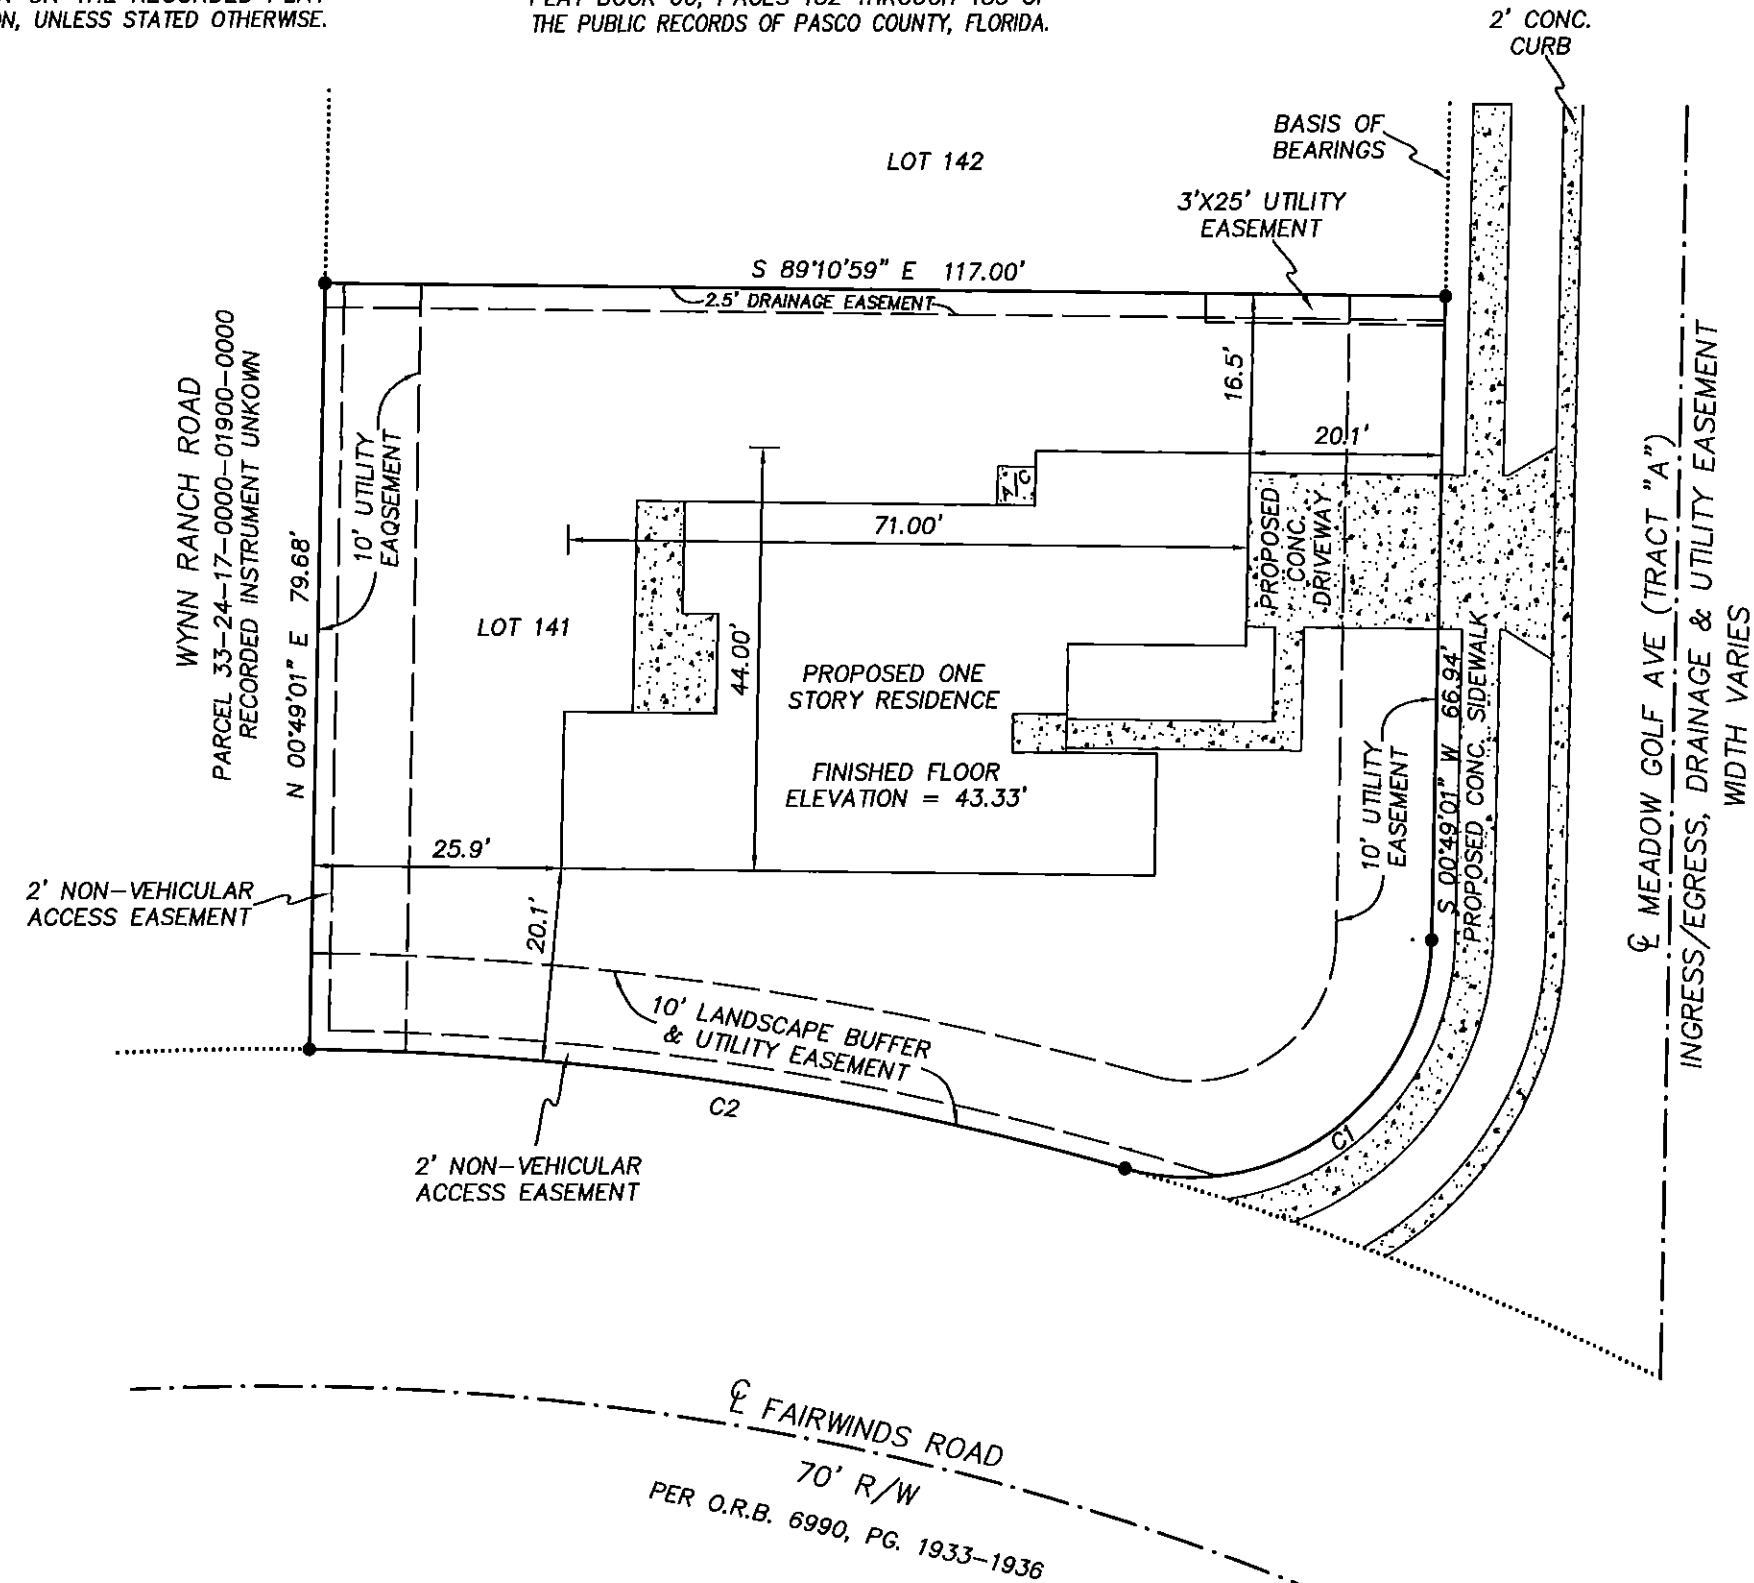 ON, UNLESS STATED OTHERWISE.
THE PUBLIC RECORDS OF PASCO COUNTY, FLORIDA.
2' CONC.
CURB
BASIS OF
BEARINGS
LOT 142
3'X25' UTILITY
EASEMENT
S 89°10'59" E 117.00'
2.5' DRAINAGE EASEMENT
WYNN RANCH ROAD
PARCEL 33-24-17-0000-01900-0000
RECORDED INSTRUMENT UNKOWN
N 00°49'01" E 79.68'
10' UTILITY
EAQSEMENT
16.5'
20.1'
71.00'
A/C
PROPOSED
CONC.
DRIVEWAY
LOT 141
44.00'
PROPOSED ONE
STORY RESIDENCE
FINISHED FLOOR
ELEVATION = 43.33'
10' UTILITY
EASEMENT
S 00°49'01" W 66.94'
PROPOSED CONC. SIDEWALK
℄ MEADOW GOLF AVE (TRACT "A")
INGRESS/EGRESS, DRAINAGE & UTILITY EASEMENT
WIDTH VARIES
25.9'
2' NON-VEHICULAR
ACCESS EASEMENT
20.1'
10' LANDSCAPE BUFFER
& UTILITY EASEMENT
C2
C1
2' NON-VEHICULAR
ACCESS EASEMENT
℄ FAIRWINDS ROAD
70' R/W
PER O.R.B. 6990, PG. 1933-1936